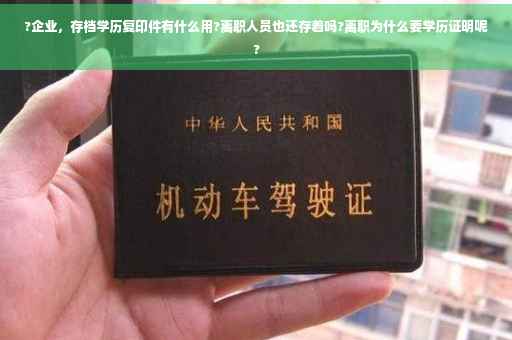 ?企业，存档学历复印件有什么用?离职人员也还存着吗?离职为什么要学历证明呢
?
中华人民共和国
机动车驾驶证